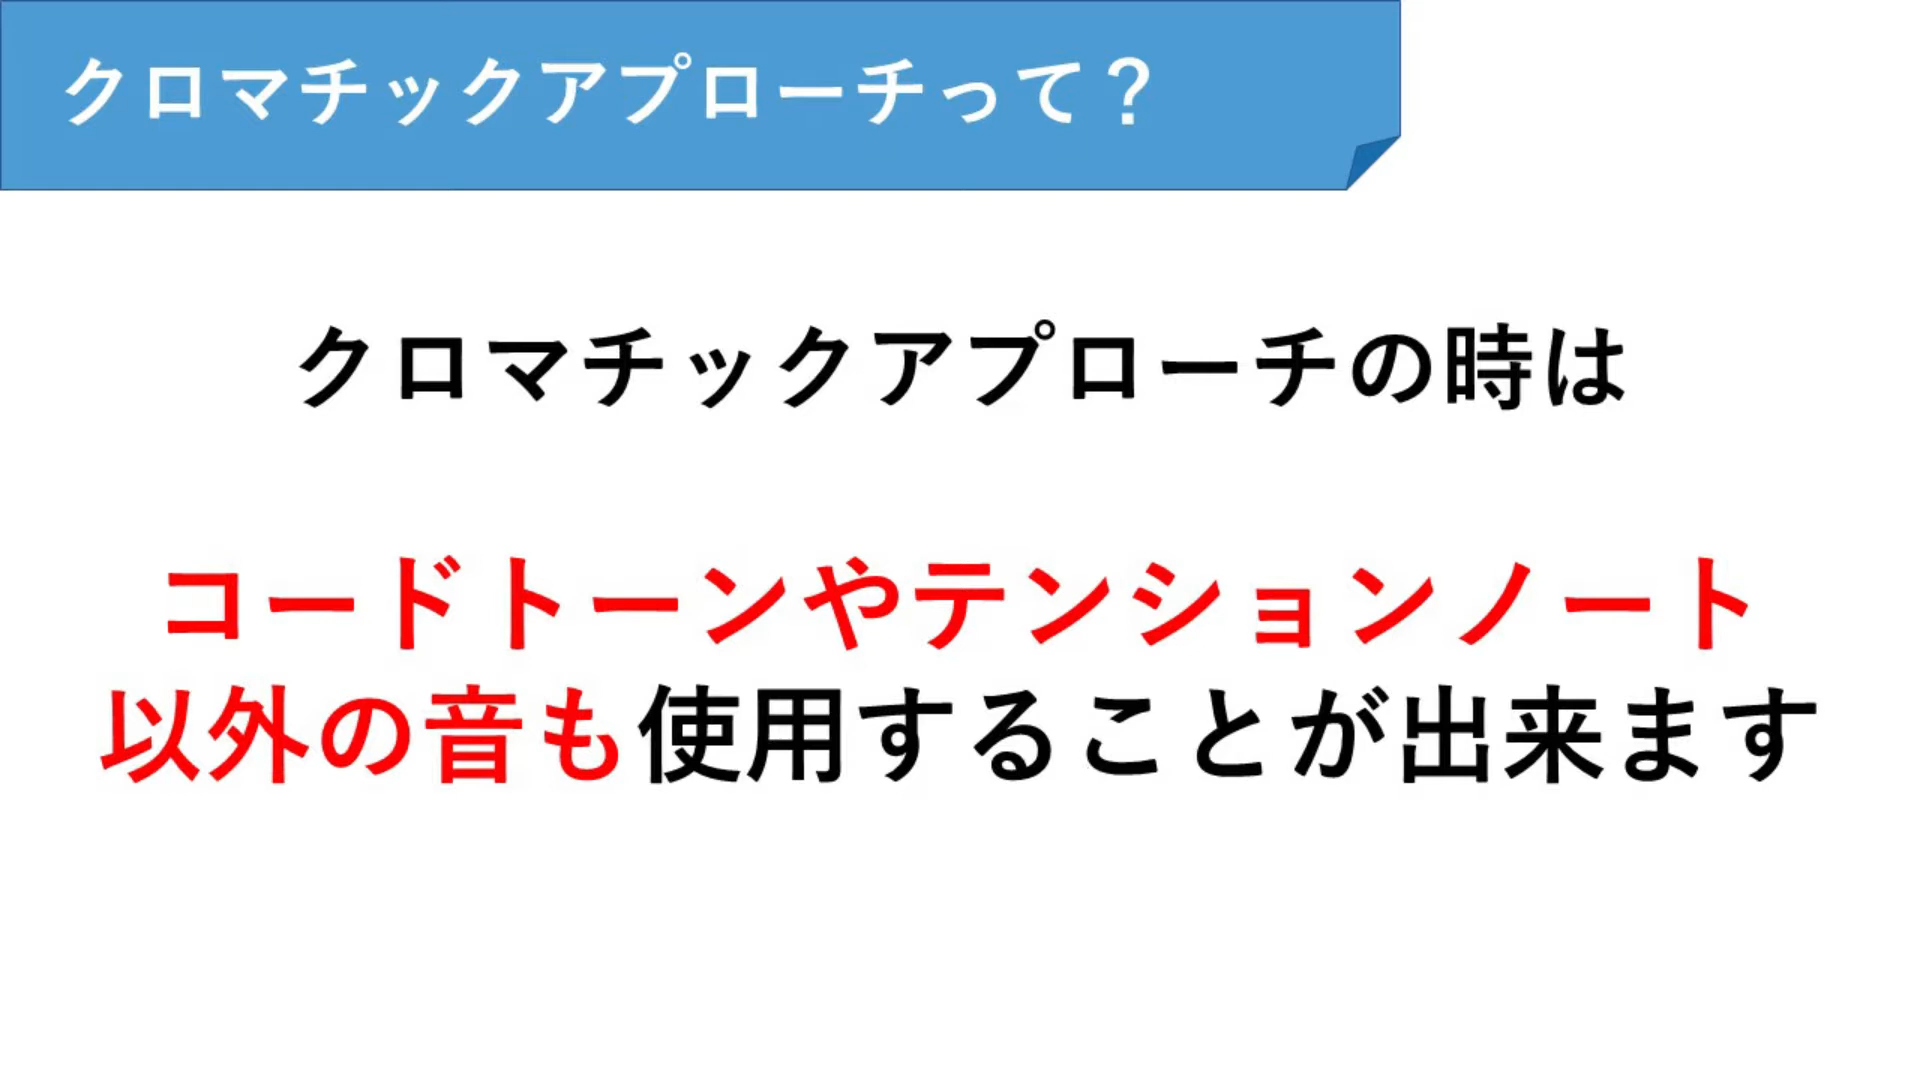 クロマチックアプローチって？
クロマチックアプローチの時は
コードトーンやテンションノート
以外の音も使用することが出来ます